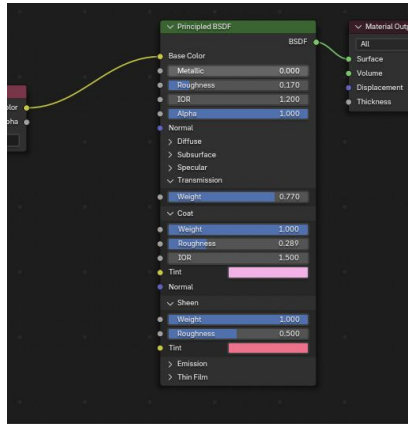 Principled BSDF
BSDF
Base Color
Metallic 0.000
Roughness 0.170
IOR 1.200
Alpha 1.000
Normal
Diffuse
Subsurface
Specular
Transmission
Weight 0.770
Coat
Weight 1.000
Roughness 0.289
IOR 1.500
Tint
Normal
Sheen
Weight 1.000
Roughness 0.500
Tint
Emission
Thin Film
Material Outp
All
Surface
Volume
Displacement
Thickness
olor
pha